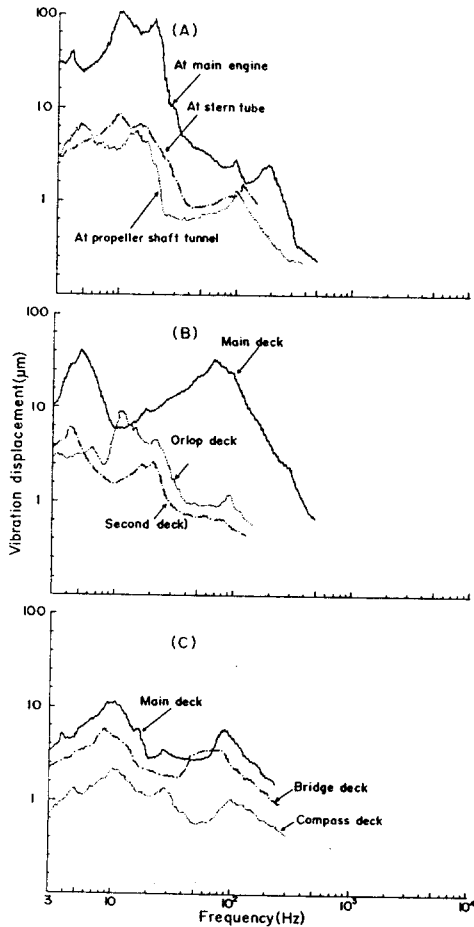 (A)
100
At main engine
10
At stern tube
1
At propeller shaft tunnel
(B)
100
Main deck
10
Orlop deck
1
Second deck)
Vibration displacement(µm)
(C)
100
Main deck
10
Bridge deck
1
Compass deck
3 10 10² 10³ 10⁴
Frequency(Hz)